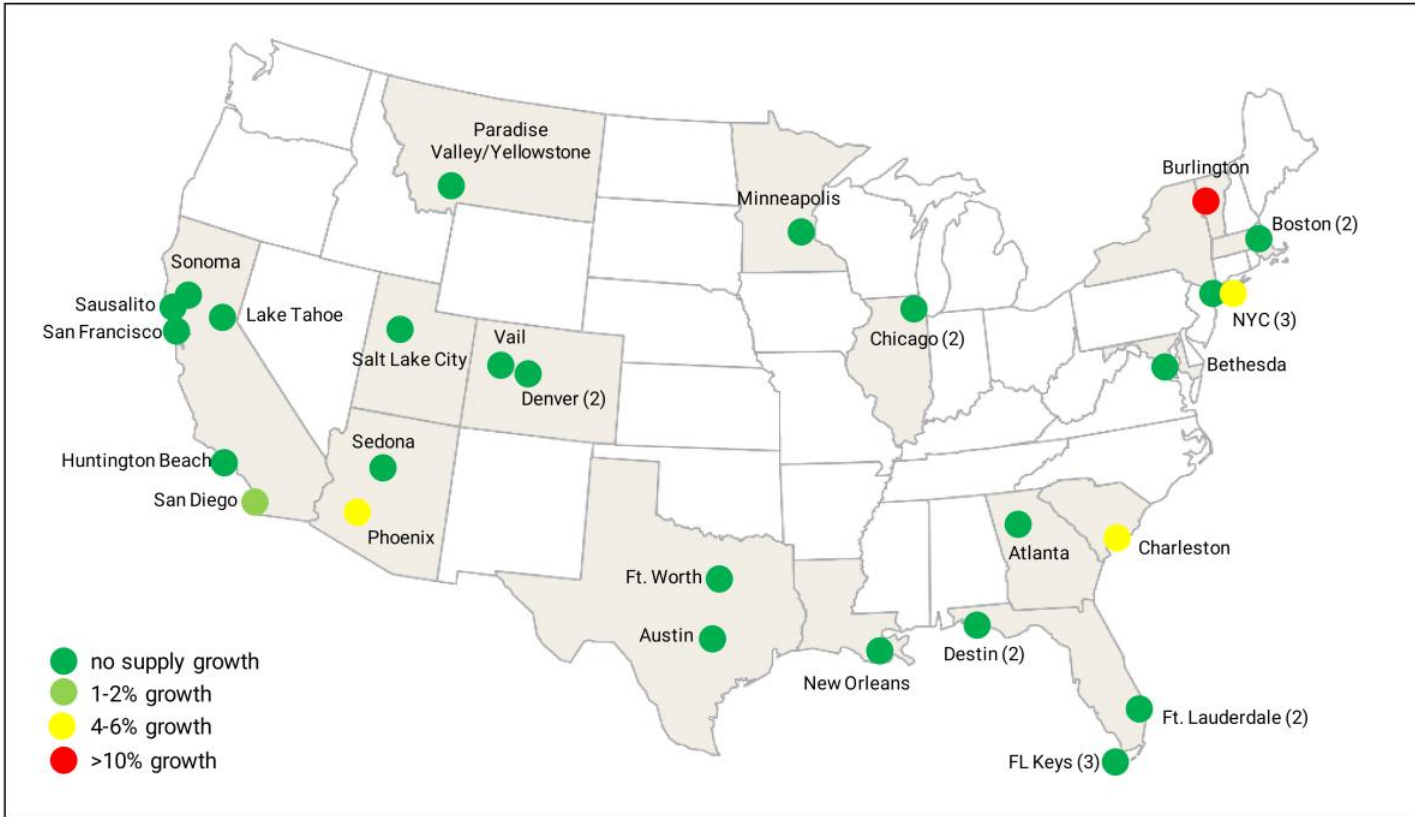 Paradise
Valley/Yellowstone
Minneapolis
Burlington
Boston (2)
Sonoma
Sausalito
Lake Tahoe
San Francisco
NYC (3)
Vail
Chicago (2)
Salt Lake City
Bethesda
Denver (2)
Sedona
Huntington Beach
San Diego
Phoenix
Atlanta
Charleston
Ft. Worth
Austin
Destin (2)
New Orleans
no supply growth
1-2% growth
4-6% growth
>10% growth
Ft. Lauderdale (2)
FL Keys (3)